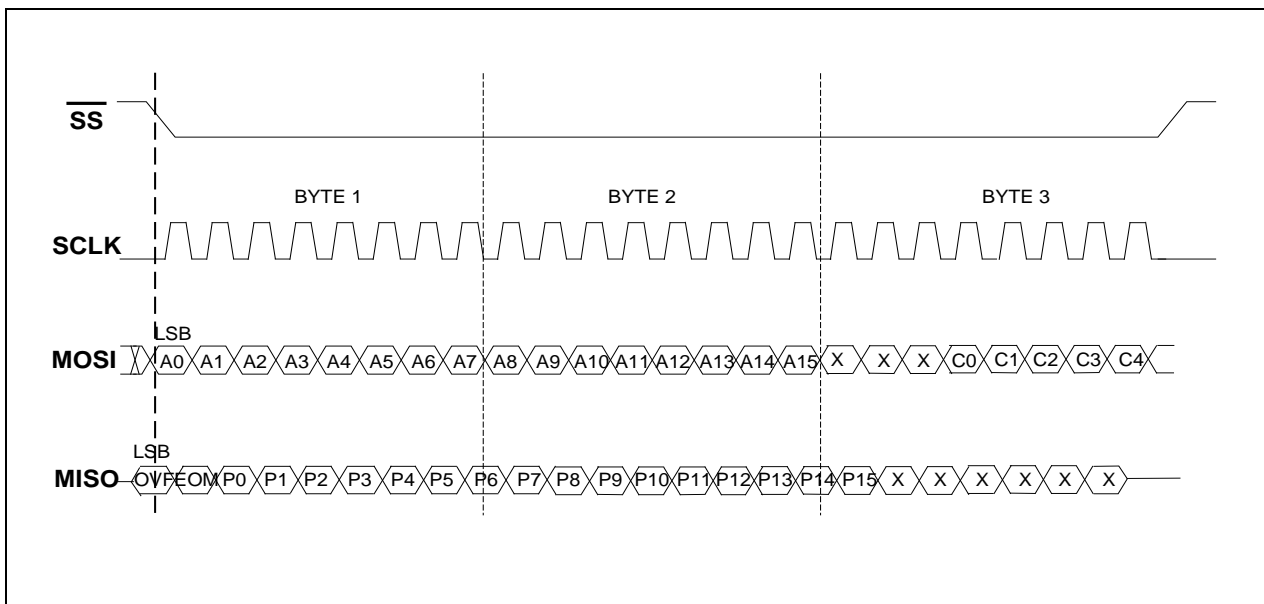 SS
BYTE 1 BYTE 2 BYTE 3
SCLK
LSB
MOSI A0 A1 A2 A3 A4 A5 A6 A7 A8 A9 A10 A11 A12 A13 A14 A15 X X X C0 C1 C2 C3 C4
LSB
MISO OVF EOM P0 P1 P2 P3 P4 P5 P6 P7 P8 P9 P10 P11 P12 P13 P14 P15 X X X X X X